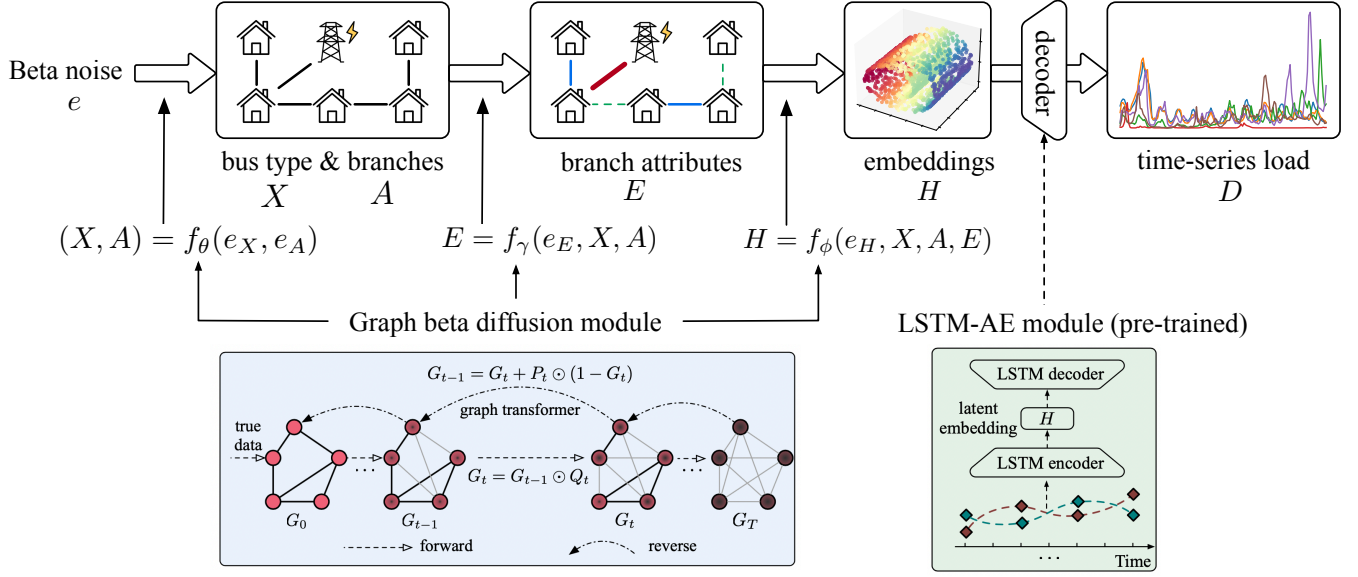 Beta noise
e
bus type & branches
X A
branch attributes
E
embeddings
H
decoder
time-series load
D
(X, A) = f_θ(e_X, e_A)
E = f_γ(e_E, X, A)
H = f_ϕ(e_H, X, A, E)
Graph beta diffusion module
LSTM-AE module (pre-trained)
G_{t−1} = G_t + P_t ⊙ (1 − G_t)
graph transformer
true
data
...
G_t = G_{t−1} ⊙ Q_t
...
G_0
G_{t−1}
G_t
G_T
forward
reverse
LSTM decoder
latent
embedding
H
LSTM encoder
...
Time